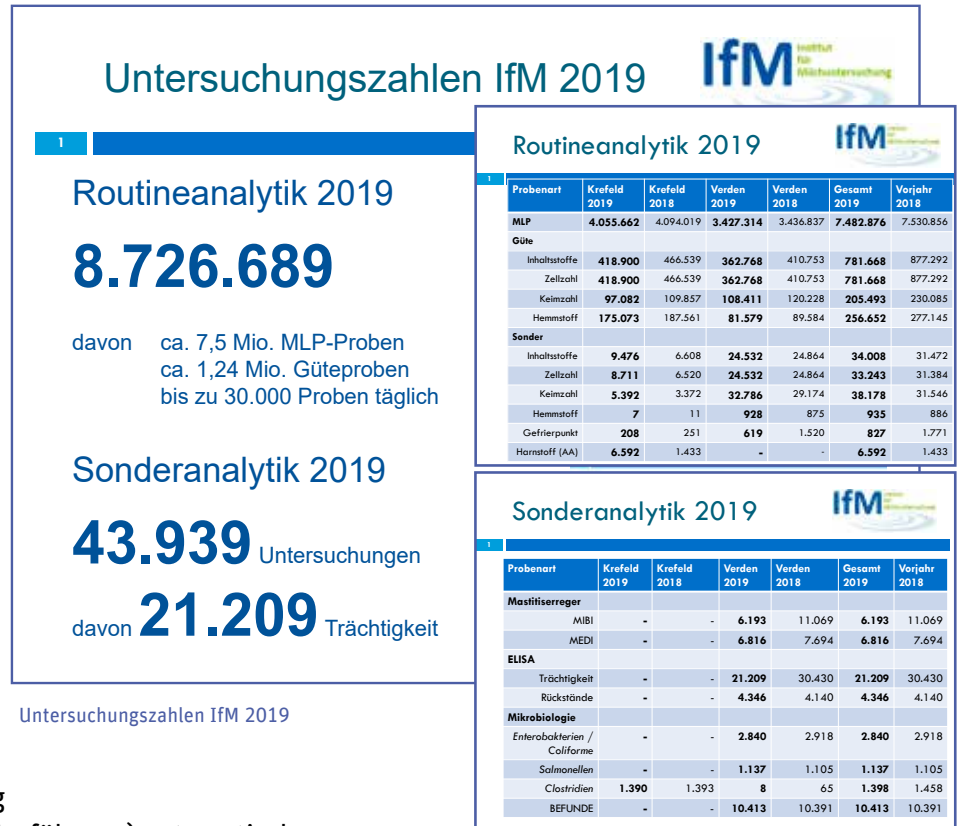 Untersuchungszahlen IfM 2019
IfM Institut
für
Milchuntersuchung
1
Routineanalytik 2019
8.726.689
davon ca. 7,5 Mio. MLP-Proben
ca. 1,24 Mio. Güteproben
bis zu 30.000 Proben täglich
Sonderanalytik 2019
43.939 Untersuchungen
davon 21.209 Trächtigkeit
Routineanalytik 2019
IfM
1
Probenart Krefeld 2019 Krefeld 2018 Verden 2019 Verden 2018 Gesamt 2019 Vorjahr 2018
MLP 4.055.662 4.094.019 3.427.314 3.436.837 7.482.876 7.530.856
Güte
Inhaltsstoffe 418.900 466.539 362.768 410.753 781.668 877.292
Zellzahl 418.900 466.539 362.768 410.753 781.668 877.292
Keimzahl 97.082 109.857 108.411 120.228 205.493 230.085
Hemmstoff 175.073 187.561 81.579 89.584 256.652 277.145
Sonder
Inhaltsstoffe 9.476 6.608 24.532 24.864 34.008 31.472
Zellzahl 8.711 6.520 24.532 24.864 33.243 31.384
Keimzahl 5.392 3.372 32.786 29.174 38.178 31.546
Hemmstoff 7 11 928 875 935 886
Gefrierpunkt 208 251 619 1.520 827 1.771
Harnstoff (AA) 6.592 1.433 - - 6.592 1.433
Sonderanalytik 2019
IfM
1
Probenart Krefeld 2019 Krefeld 2018 Verden 2019 Verden 2018 Gesamt 2019 Vorjahr 2018
Mastitiserreger
MIBI - - 6.193 11.069 6.193 11.069
MEDI - - 6.816 7.694 6.816 7.694
ELISA
Trächtigkeit - - 21.209 30.430 21.209 30.430
Rückstände - - 4.346 4.140 4.346 4.140
Mikrobiologie
Enterobakterien / Coliforme - - 2.840 2.918 2.840 2.918
Salmonellen - - 1.137 1.105 1.137 1.105
Clostridien 1.390 1.393 8 65 1.398 1.458
BEFUNDE - - 10.413 10.391 10.413 10.391
Untersuchungszahlen IfM 2019